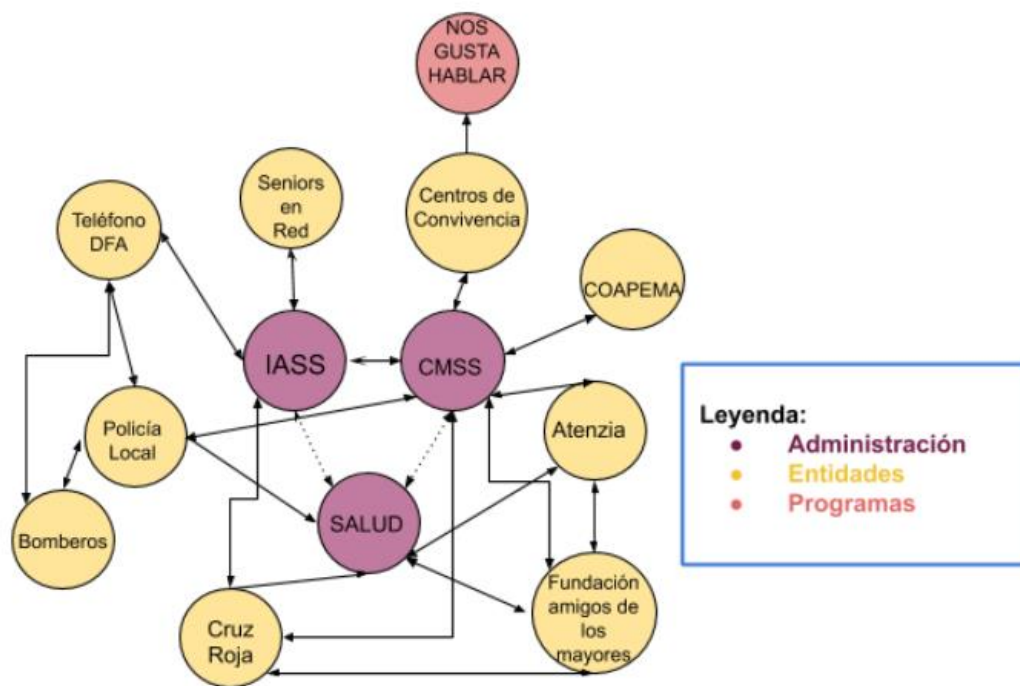 NOS
GUSTA
HABLAR
Seniors
en
Red
Centros de
Convivencia
Teléfono
DFA
COAPEMA
IASS
CMSS
Policía
Local
Atenzia
Leyenda:
Administración
Entidades
Programas
SALUD
Bomberos
Cruz
Roja
Fundación
amigos de
los
mayores